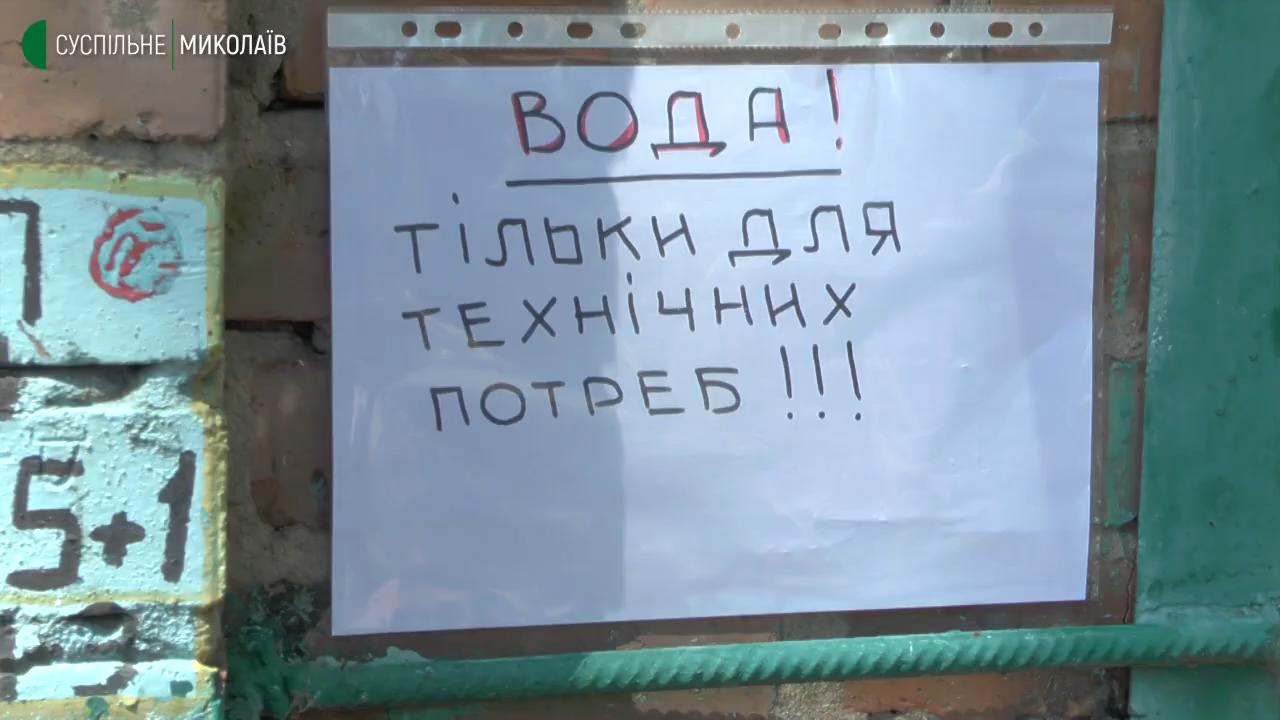 СУСПІЛЬНЕ МИКОЛАЇВ
ВОДА!
ТІЛЬКИ ДЛЯ
ТЕХНІЧНИХ
ПОТРЕБ!!!
5+1